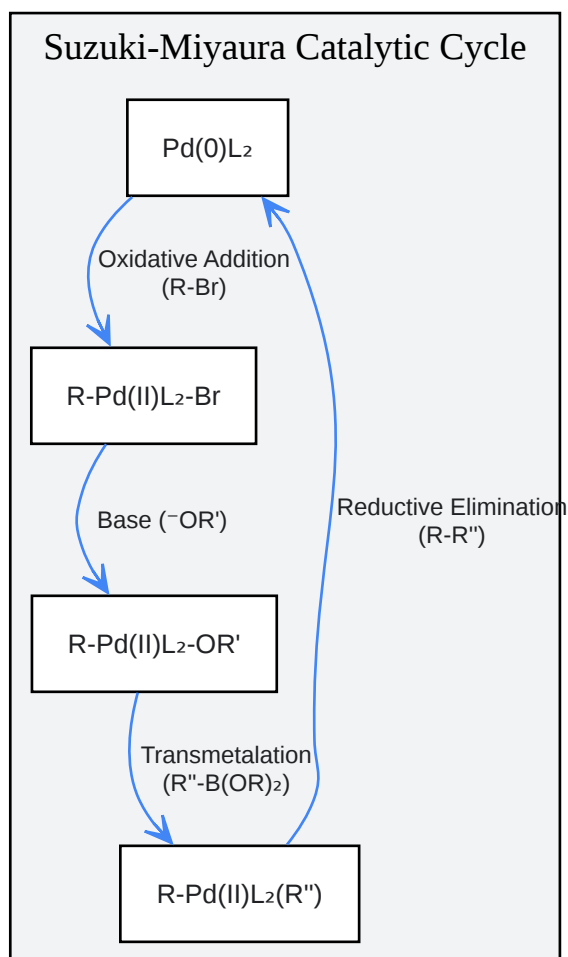 Suzuki-Miyaura Catalytic Cycle
Pd(0)L₂
Oxidative Addition
(R-Br)
R-Pd(II)L₂-Br
Base (⁻OR')
Reductive Elimination
(R-R'')
R-Pd(II)L₂-OR'
Transmetalation
(R''-B(OR)₂)
R-Pd(II)L₂(R'')